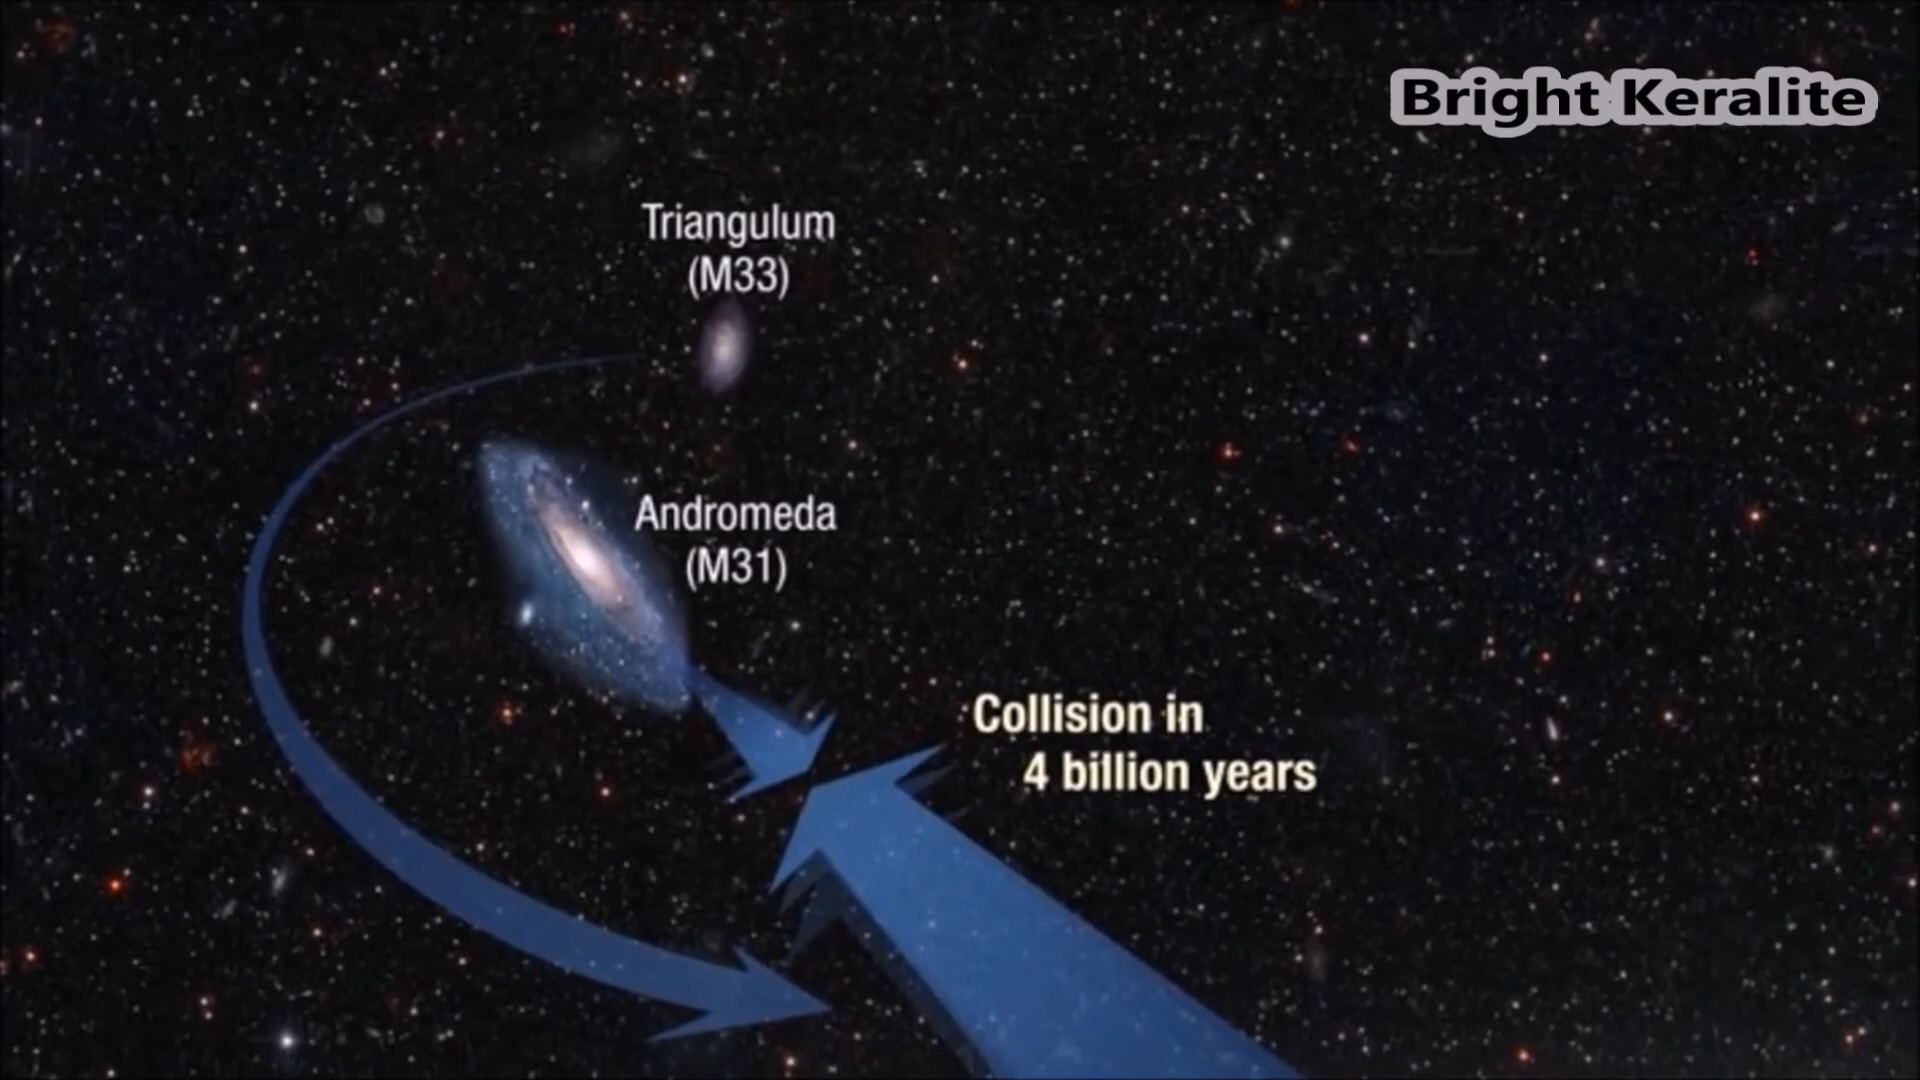 Bright Keralite
Triangulum
(M33)
Andromeda
(M31)
Collision in
4 billion years